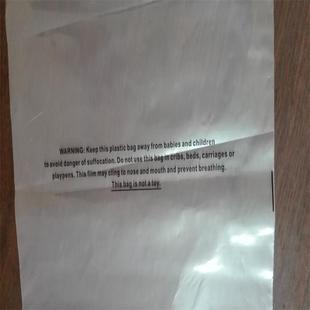 WARNING: Keep this plastic bag away from babies and children
to avoid danger of suffocation. Do not use this bag in cribs, beds, carriages or
playpens. This film may cling to nose and mouth and prevent breathing.
This bag is not a toy.